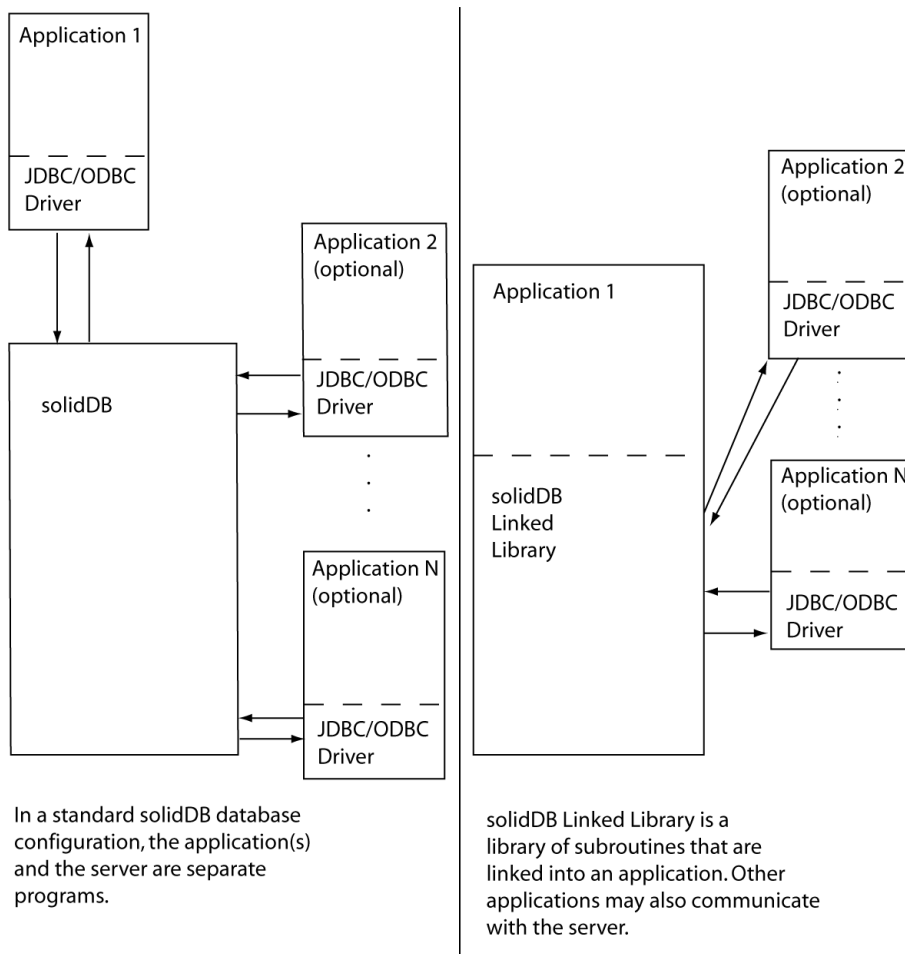 Application 1
JDBC/ODBC
Driver
solidDB
Application 2
(optional)
JDBC/ODBC
Driver
Application N
(optional)
JDBC/ODBC
Driver
In a standard solidDB database
configuration, the application(s)
and the server are separate
programs.
Application 1
solidDB
Linked
Library
Application 2
(optional)
JDBC/ODBC
Driver
Application N
(optional)
JDBC/ODBC
Driver
solidDB Linked Library is a
library of subroutines that are
linked into an application. Other
applications may also communicate
with the server.